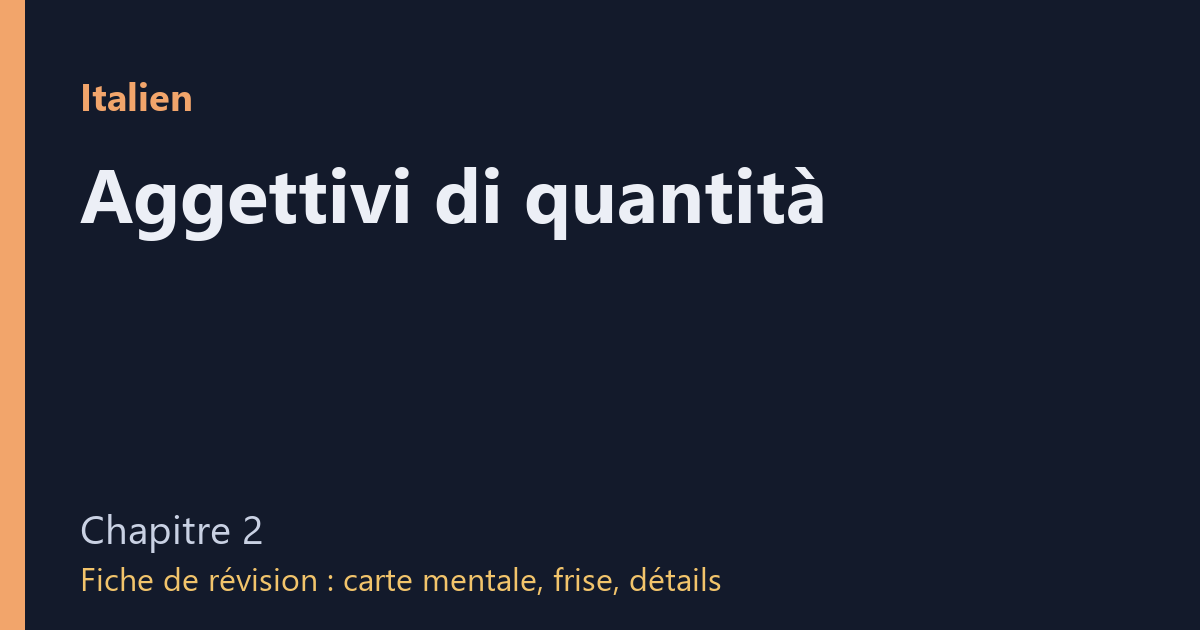 Italien
Aggettivi di quantità
Chapitre 2
Fiche de révision : carte mentale, frise, détails